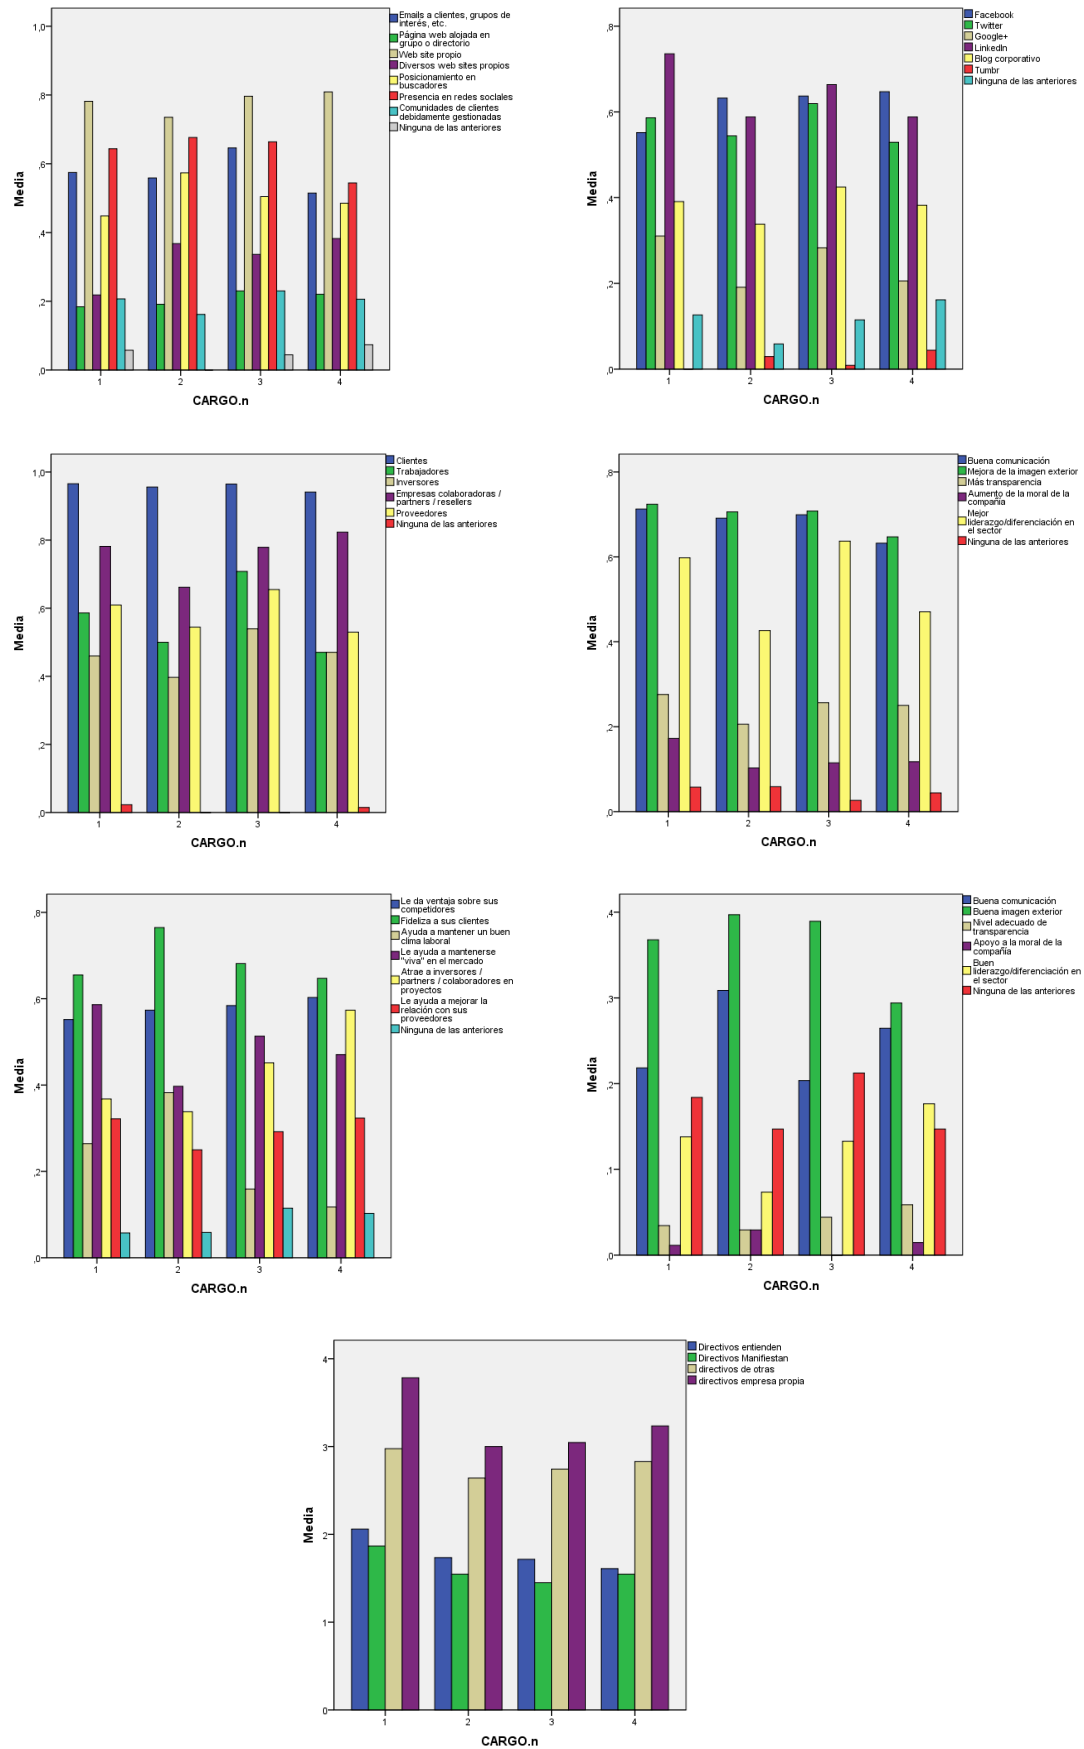 Emails a clientes, grupos de
interés, etc.
Página web alojada en
grupo o directorio
Web site propio
Diversos web sites propios
Posicionamiento en
buscadores
Presencia en redes sociales
Comunidades de clientes
debidamente gestionadas
Ninguna de las anteriores
Media
1,0
,8
,6
,4
,2
,0
1 2 3 4
CARGO.n
Facebook
Twitter
Google+
LinkedIn
Blog corporativo
Tumbr
Ninguna de las anteriores
Media
,8
,6
,4
,2
,0
1 2 3 4
CARGO.n
Clientes
Trabajadores
Inversores
Empresas colaboradoras /
partners / resellers
Proveedores
Ninguna de las anteriores
Media
1,0
,8
,6
,4
,2
,0
1 2 3 4
CARGO.n
Buena comunicación
Mejora de la imagen exterior
Más transparencia
Aumento de la moral de la
compañía
Mejor
liderazgo/diferenciación en
el sector
Ninguna de las anteriores
Media
,8
,6
,4
,2
,0
1 2 3 4
CARGO.n
Le da ventaja sobre sus
competidores
Fideliza a sus clientes
Ayuda a mantener un buen
clima laboral
Le ayuda a mantenerse
"viva" en el mercado
Atrae a inversores /
partners / colaboradores en
proyectos
Le ayuda a mejorar la
relación con sus
proveedores
Ninguna de las anteriores
Media
,8
,6
,4
,2
,0
1 2 3 4
CARGO.n
Buena comunicación
Buena imagen exterior
Nivel adecuado de
transparencia
Apoyo a la moral de la
compañía
Buen
liderazgo/diferenciación en
el sector
Ninguna de las anteriores
Media
,4
,3
,2
,1
,0
1 2 3 4
CARGO.n
Directivos entienden
Directivos Manifiestan
directivos de otras
directivos empresa propia
Media
4
3
2
1
0
1 2 3 4
CARGO.n